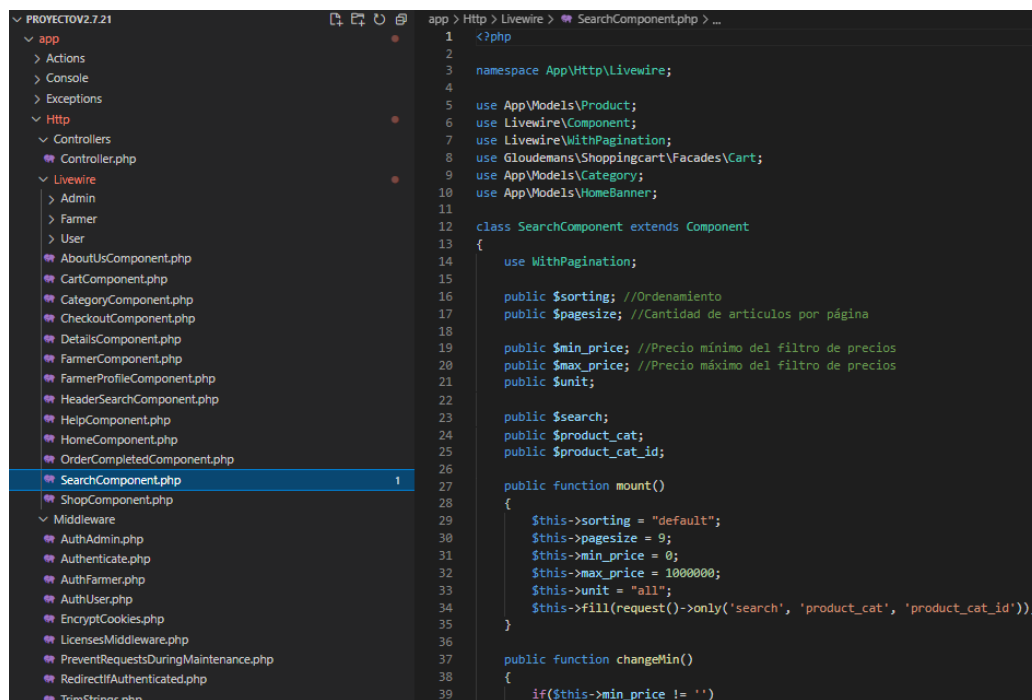 PROYECTOV2.7.21
app
Actions
Console
Exceptions
Http
Controllers
Controller.php
Livewire
Admin
Farmer
User
AboutUsComponent.php
CartComponent.php
CategoryComponent.php
CheckoutComponent.php
DetailsComponent.php
FarmerComponent.php
FarmerProfileComponent.php
HeaderSearchComponent.php
HelpComponent.php
HomeComponent.php
OrderCompletedComponent.php
SearchComponent.php 1
ShopComponent.php
Middleware
AuthAdmin.php
Authenticate.php
AuthFarmer.php
AuthUser.php
EncryptCookies.php
LicensesMiddleware.php
PreventRequestsDuringMaintenance.php
RedirectIfAuthenticated.php
TrimStrings.php
app > Http > Livewire > SearchComponent.php > ...
1 <?php
2
3 namespace App\Http\Livewire;
4
5 use App\Models\Product;
6 use Livewire\Component;
7 use Livewire\WithPagination;
8 use Gloudemans\Shoppingcart\Facades\Cart;
9 use App\Models\Category;
10 use App\Models\HomeBanner;
11
12 class SearchComponent extends Component
13 {
14 use WithPagination;
15
16 public $sorting; //Ordenamiento
17 public $pagesize; //Cantidad de articulos por página
18
19 public $min_price; //Precio mínimo del filtro de precios
20 public $max_price; //Precio máximo del filtro de precios
21 public $unit;
22
23 public $search;
24 public $product_cat;
25 public $product_cat_id;
26
27 public function mount()
28 {
29 $this->sorting = "default";
30 $this->pagesize = 9;
31 $this->min_price = 0;
32 $this->max_price = 1000000;
33 $this->unit = "all";
34 $this->fill(request()->only('search', 'product_cat', 'product_cat_id'))
35 }
36
37 public function changeMin()
38 {
39 if($this->min_price != '')